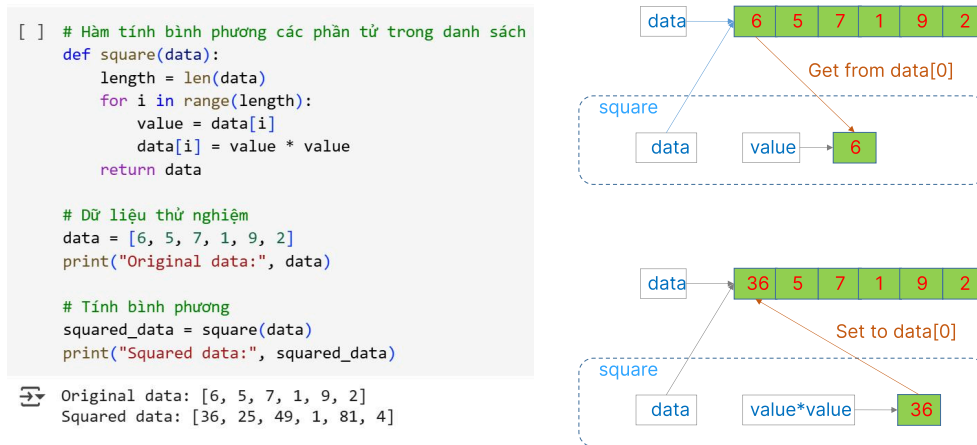 [ ] # Hàm tính bình phương các phần tử trong danh sách
def square(data):
    length = len(data)
    for i in range(length):
        value = data[i]
        data[i] = value * value
    return data
# Dữ liệu thử nghiệm
data = [6, 5, 7, 1, 9, 2]
print("Original data:", data)
# Tính bình phương
squared_data = square(data)
print("Squared data:", squared_data)
Original data: [6, 5, 7, 1, 9, 2]
Squared data: [36, 25, 49, 1, 81, 4]
data 6 5 7 1 9 2
Get from data[0]
square
data value 6
data 36 5 7 1 9 2
Set to data[0]
square
data value*value 36